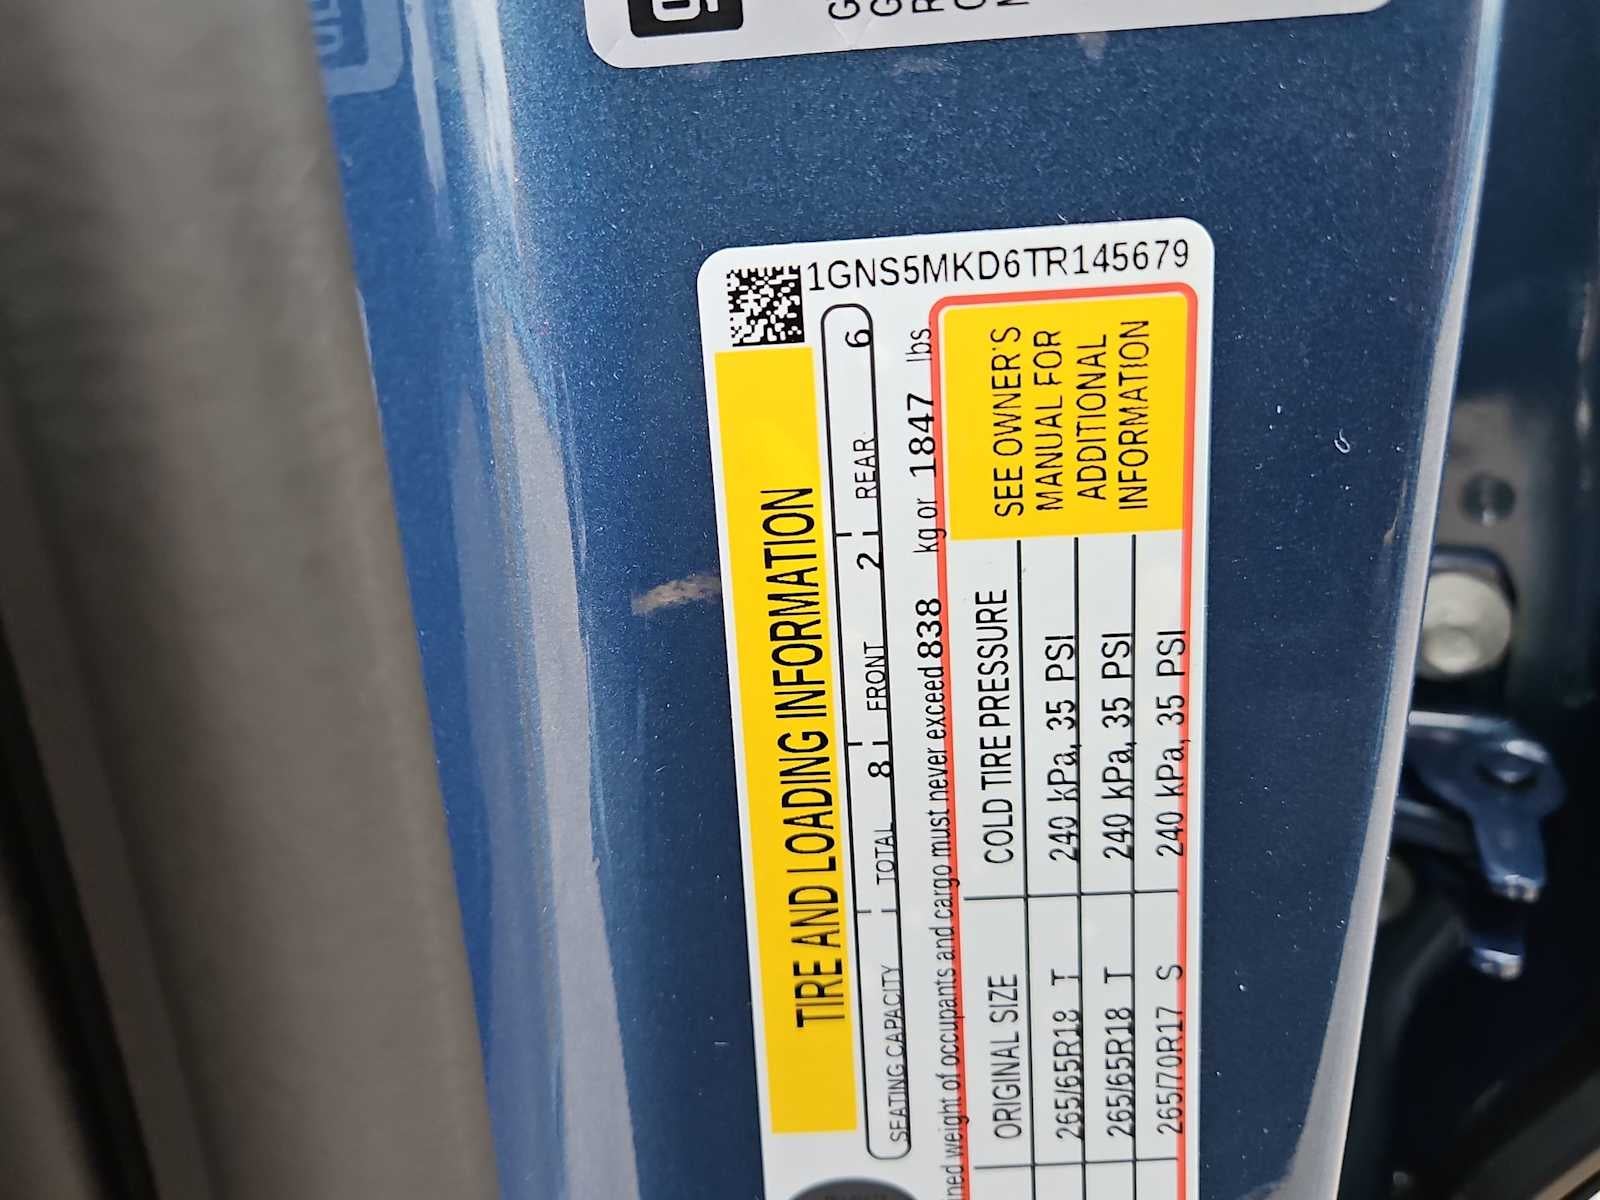 1GNS5MKD6TR145679
TIRE AND LOADING INFORMATION
SEATING CAPACITY TOTAL 8 FRONT 2 REAR 6
weight of occupants and cargo must never exceed 838 kg or 1847 lbs
ORIGINAL SIZE COLD TIRE PRESSURE
265/65R18 T 240 kPa, 35 PSI
265/65R18 T 240 kPa, 35 PSI
265/70R17 S 240 kPa, 35 PSI
SEE OWNER'S
MANUAL FOR
ADDITIONAL
INFORMATION